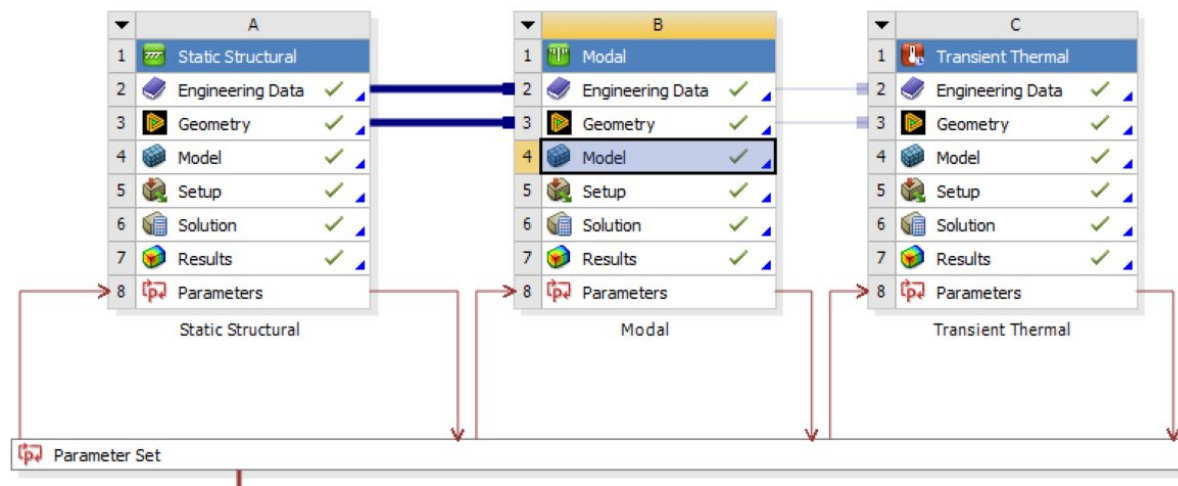 A
1 Static Structural
2 Engineering Data
3 Geometry
4 Model
5 Setup
6 Solution
7 Results
8 Parameters
Static Structural
B
1 Modal
2 Engineering Data
3 Geometry
4 Model
5 Setup
6 Solution
7 Results
8 Parameters
Modal
C
1 Transient Thermal
2 Engineering Data
3 Geometry
4 Model
5 Setup
6 Solution
7 Results
8 Parameters
Transient Thermal
Parameter Set